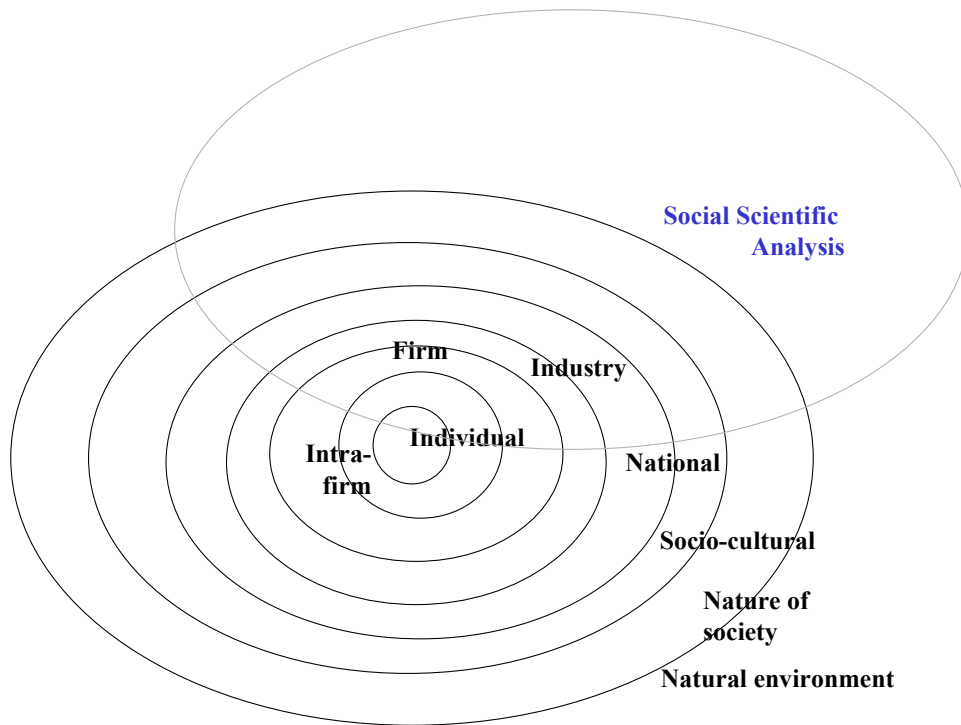 Social Scientific
Analysis
Firm
Industry
Individual
Intra-
firm
National
Socio-cultural
Nature of
society
Natural environment